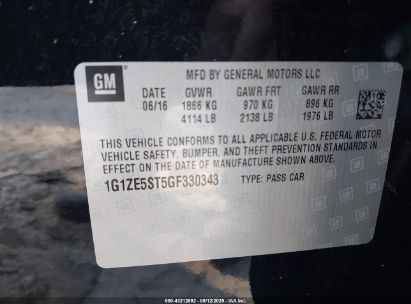 GM
MFD BY GENERAL MOTORS LLC
DATE GVWR GAWR FRT GAWR RR
06/16 1866 KG 970 KG 896 KG
4114 LB 2138 LB 1976 LB
THIS VEHICLE CONFORMS TO ALL APPLICABLE U.S. FEDERAL MOTOR
VEHICLE SAFETY, BUMPER, AND THEFT PREVENTION STANDARDS IN
EFFECT ON THE DATE OF MANUFACTURE SHOWN ABOVE.
1G1ZE5ST5GF330343 TYPE: PASS CAR